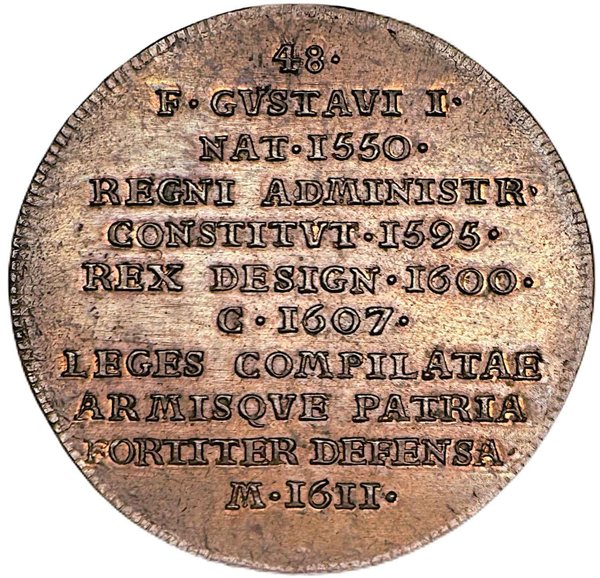 48·
F· GVSTAVI I·
NAT·1550·
REGNI ADMINISTR·
CONSTITVT·1595·
REX DESIGN·1600·
C·1607·
LEGES COMPILATAE
ARMISQVE PATRIA
FORTITER DEFENSA·
M·1611·